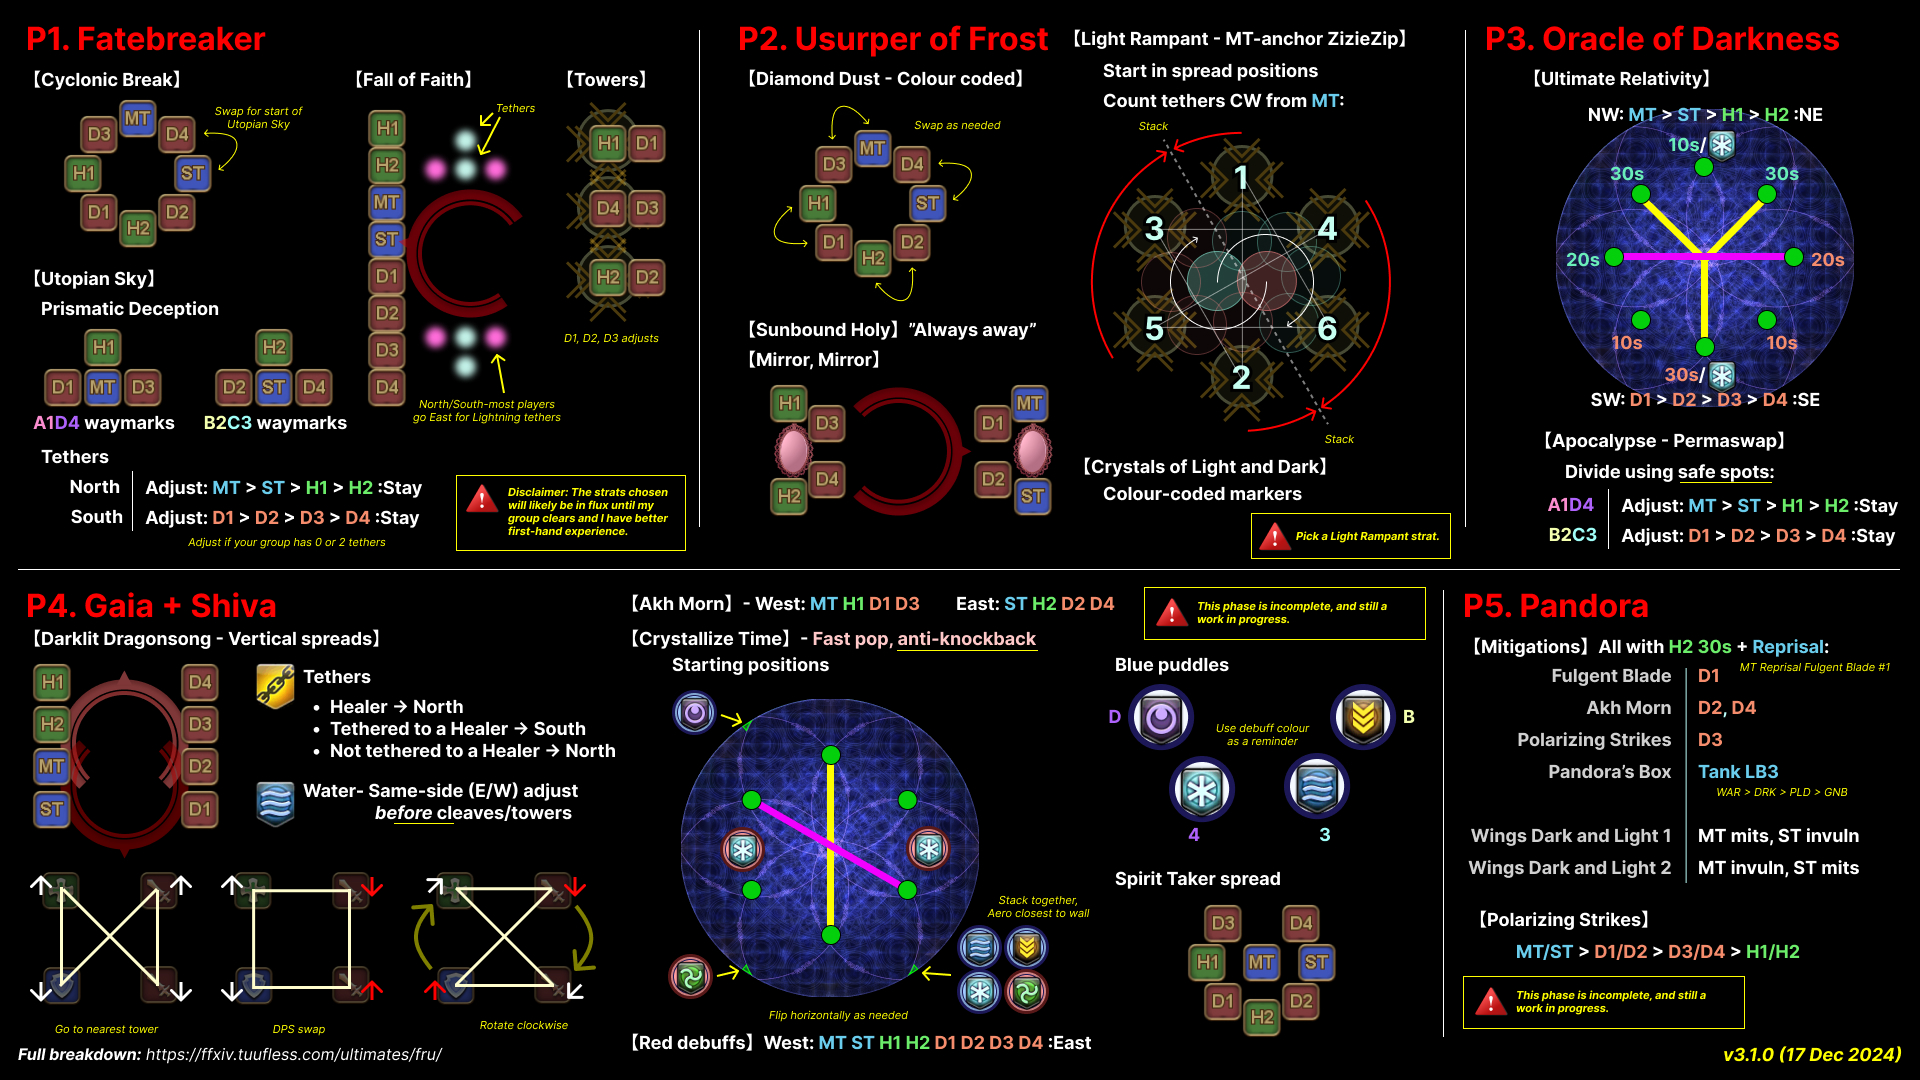 P1. Fatebreaker
【Cyclonic Break】
MT
D3
D4
H1
ST
D1
D2
H2
Swap for start of
Utopian Sky
【Utopian Sky】
Prismatic Deception
H1
D1 MT D3
A1D4 waymarks
H2
D2 ST D4
B2C3 waymarks
Tethers
North
Adjust: MT > ST > H1 > H2 :Stay
South
Adjust: D1 > D2 > D3 > D4 :Stay
Adjust if your group has 0 or 2 tethers
【Fall of Faith】
H1
H2
MT
ST
D1
D2
D3
D4
Tethers
North/South-most players
go East for Lightning tethers
【Towers】
H1 D1
D4 D3
H2 D2
D1, D2, D3 adjusts
Disclaimer: The strats chosen
will likely be in flux until my
group clears and I have better
first-hand experience.
P2. Usurper of Frost
【Diamond Dust - Colour coded】
MT
D3
D4
H1
ST
D1
D2
H2
Swap as needed
【Sunbound Holy】"Always away"
【Mirror, Mirror】
H1
D3
D4
H2
MT
D1
D2
ST
【Light Rampant - MT-anchor ZizieZip】
Start in spread positions
Count tethers CW from MT:
Stack
1
3
4
5
6
2
Stack
【Crystals of Light and Dark】
Colour-coded markers
Pick a Light Rampant strat.
P3. Oracle of Darkness
【Ultimate Relativity】
NW: MT > ST > H1 > H2 :NE
10s/
30s
30s
20s
20s
10s
10s
30s/
SW: D1 > D2 > D3 > D4 :SE
【Apocalypse - Permaswap】
Divide using safe spots:
A1D4
Adjust: MT > ST > H1 > H2 :Stay
B2C3
Adjust: D1 > D2 > D3 > D4 :Stay
P4. Gaia + Shiva
【Darklit Dragonsong - Vertical spreads】
H1
H2
MT
ST
D4
D3
D2
D1
Tethers
• Healer → North
• Tethered to a Healer → South
• Not tethered to a Healer → North
Water- Same-side (E/W) adjust
before cleaves/towers
Go to nearest tower
DPS swap
Rotate clockwise
Full breakdown: https://ffxiv.tuufless.com/ultimates/fru/
【Akh Morn】- West: MT H1 D1 D3 East: ST H2 D2 D4
【Crystallize Time】- Fast pop, anti-knockback
Starting positions
Stack together,
Aero closest to wall
Flip horizontally as needed
【Red debuffs】West: MT ST H1 H2 D1 D2 D3 D4 :East
This phase is incomplete, and still a
work in progress.
Blue puddles
D
B
Use debuff colour
as a reminder
4
3
Spirit Taker spread
D3
D4
H1
MT
ST
D1
D2
H2
P5. Pandora
【Mitigations】All with H2 30s + Reprisal:
MT Reprisal Fulgent Blade #1
Fulgent Blade D1
Akh Morn D2, D4
Polarizing Strikes D3
Pandora's Box Tank LB3
WAR > DRK > PLD > GNB
Wings Dark and Light 1 MT mits, ST invuln
Wings Dark and Light 2 MT invuln, ST mits
【Polarizing Strikes】
MT/ST > D1/D2 > D3/D4 > H1/H2
This phase is incomplete, and still a
work in progress.
v3.1.0 (17 Dec 2024)